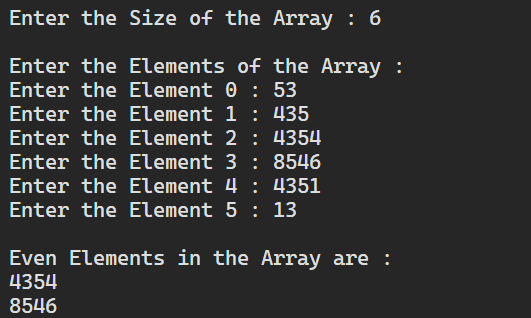 Enter the Size of the Array : 6
Enter the Elements of the Array :
Enter the Element 0 : 53
Enter the Element 1 : 435
Enter the Element 2 : 4354
Enter the Element 3 : 8546
Enter the Element 4 : 4351
Enter the Element 5 : 13
Even Elements in the Array are :
4354
8546